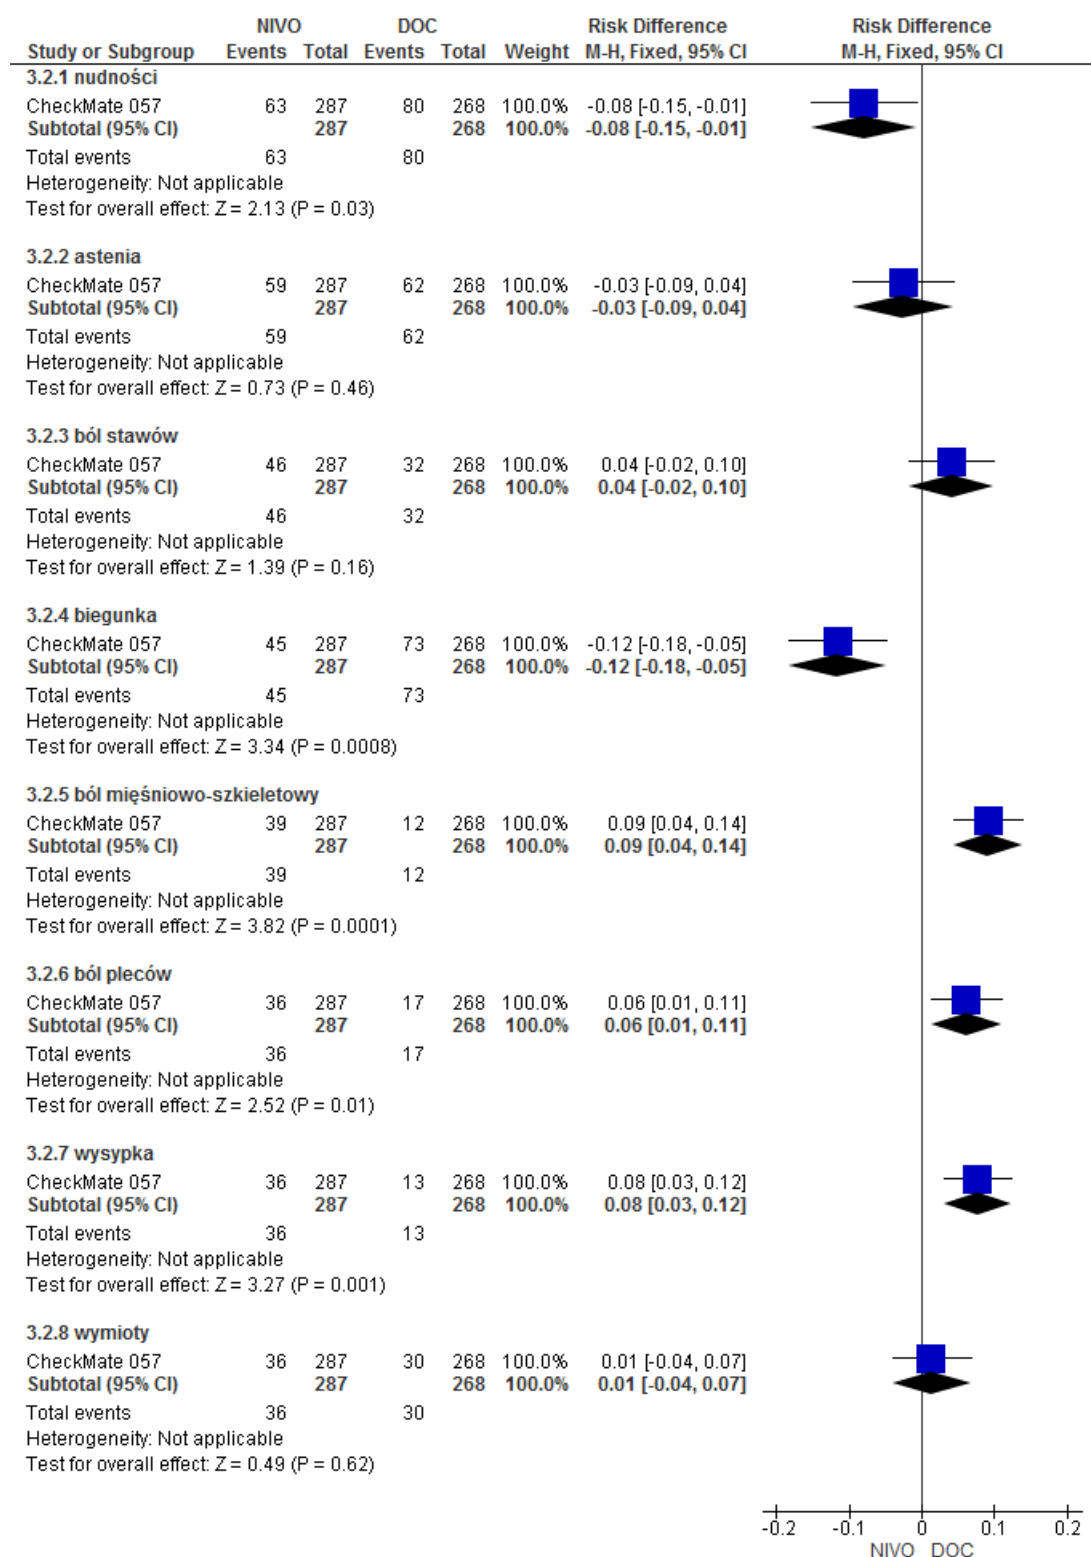 NIVO DOC Risk Difference Risk Difference
Study or Subgroup Events Total Events Total Weight M-H, Fixed, 95% CI M-H, Fixed, 95% CI
3.2.1 nudności
CheckMate 057 63 287 80 268 100.0% -0.08 [-0.15, -0.01]
Subtotal (95% CI) 287 268 100.0% -0.08 [-0.15, -0.01]
Total events 63 80
Heterogeneity: Not applicable
Test for overall effect: Z = 2.13 (P = 0.03)
3.2.2 astenia
CheckMate 057 59 287 62 268 100.0% -0.03 [-0.09, 0.04]
Subtotal (95% CI) 287 268 100.0% -0.03 [-0.09, 0.04]
Total events 59 62
Heterogeneity: Not applicable
Test for overall effect: Z = 0.73 (P = 0.46)
3.2.3 ból stawów
CheckMate 057 46 287 32 268 100.0% 0.04 [-0.02, 0.10]
Subtotal (95% CI) 287 268 100.0% 0.04 [-0.02, 0.10]
Total events 46 32
Heterogeneity: Not applicable
Test for overall effect: Z = 1.39 (P = 0.16)
3.2.4 biegunka
CheckMate 057 45 287 73 268 100.0% -0.12 [-0.18, -0.05]
Subtotal (95% CI) 287 268 100.0% -0.12 [-0.18, -0.05]
Total events 45 73
Heterogeneity: Not applicable
Test for overall effect: Z = 3.34 (P = 0.0008)
3.2.5 ból mięśniowo-szkieletowy
CheckMate 057 39 287 12 268 100.0% 0.09 [0.04, 0.14]
Subtotal (95% CI) 287 268 100.0% 0.09 [0.04, 0.14]
Total events 39 12
Heterogeneity: Not applicable
Test for overall effect: Z = 3.82 (P = 0.0001)
3.2.6 ból pleców
CheckMate 057 36 287 17 268 100.0% 0.06 [0.01, 0.11]
Subtotal (95% CI) 287 268 100.0% 0.06 [0.01, 0.11]
Total events 36 17
Heterogeneity: Not applicable
Test for overall effect: Z = 2.52 (P = 0.01)
3.2.7 wysypka
CheckMate 057 36 287 13 268 100.0% 0.08 [0.03, 0.12]
Subtotal (95% CI) 287 268 100.0% 0.08 [0.03, 0.12]
Total events 36 13
Heterogeneity: Not applicable
Test for overall effect: Z = 3.27 (P = 0.001)
3.2.8 wymioty
CheckMate 057 36 287 30 268 100.0% 0.01 [-0.04, 0.07]
Subtotal (95% CI) 287 268 100.0% 0.01 [-0.04, 0.07]
Total events 36 30
Heterogeneity: Not applicable
Test for overall effect: Z = 0.49 (P = 0.62)
-0.2 -0.1 0 0.1 0.2
NIVO DOC